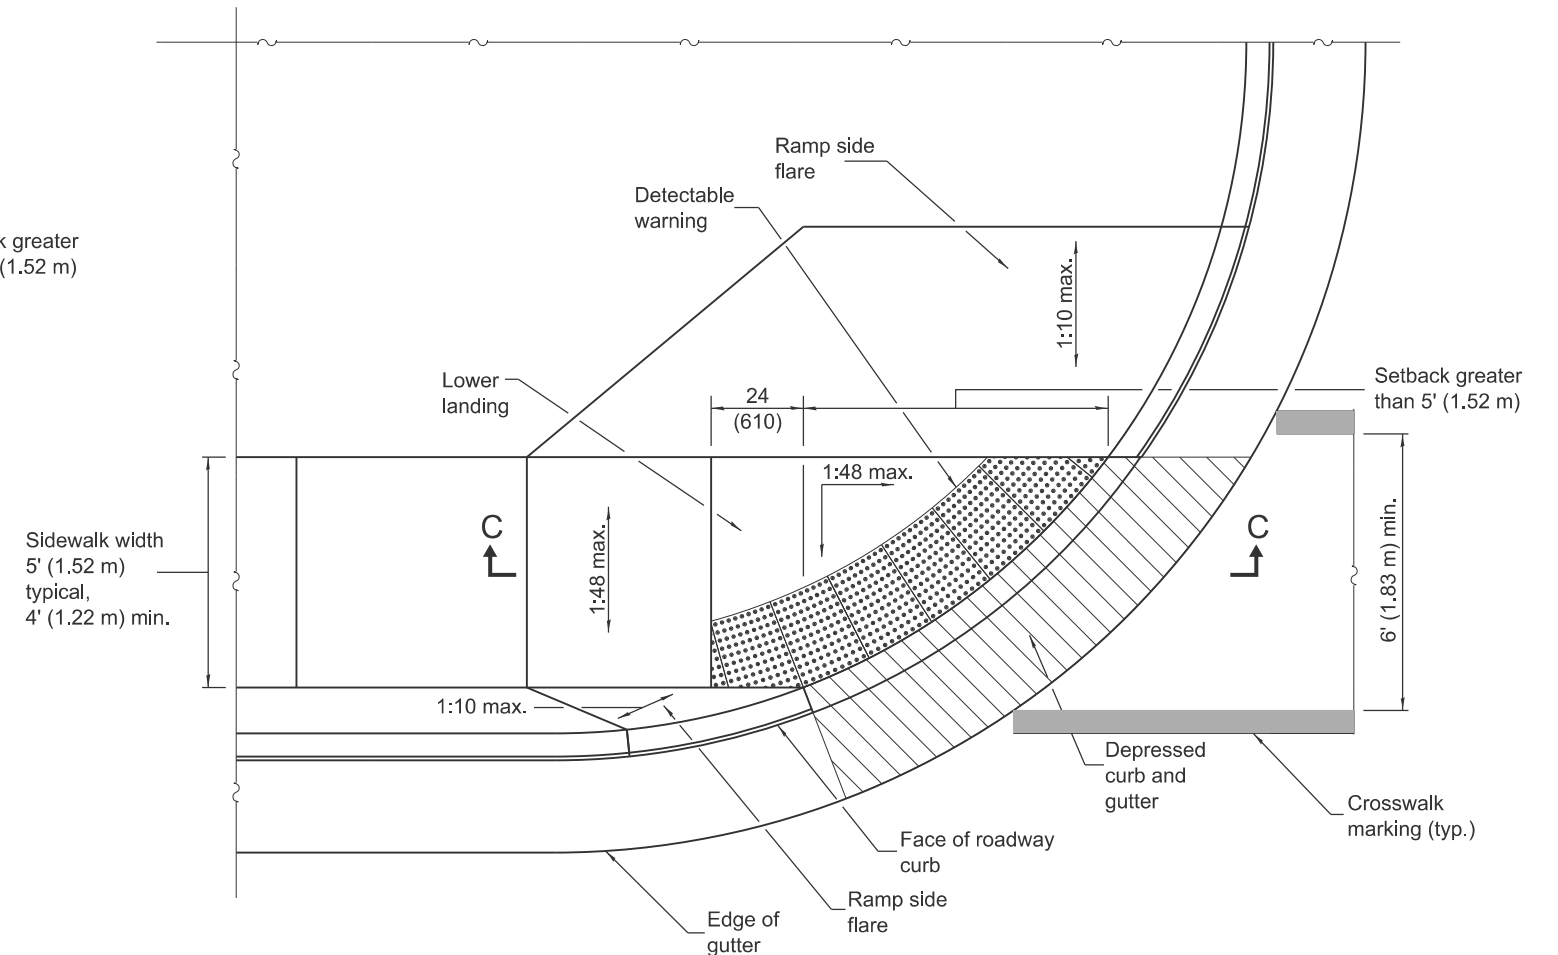 Ramp side
flare
Detectable
warning
k greater
(1.52 m)
1:10 max.
Lower
landing
24
(610)
Setback greater
than 5' (1.52 m)
1:48 max.
C
C
Sidewalk width
5' (1.52 m)
typical,
4' (1.22 m) min.
1:48 max.
6' (1.83 m) min.
1:10 max.
Depressed
curb and
gutter
Crosswalk
marking (typ.)
Face of roadway
curb
Ramp side
flare
Edge of
gutter